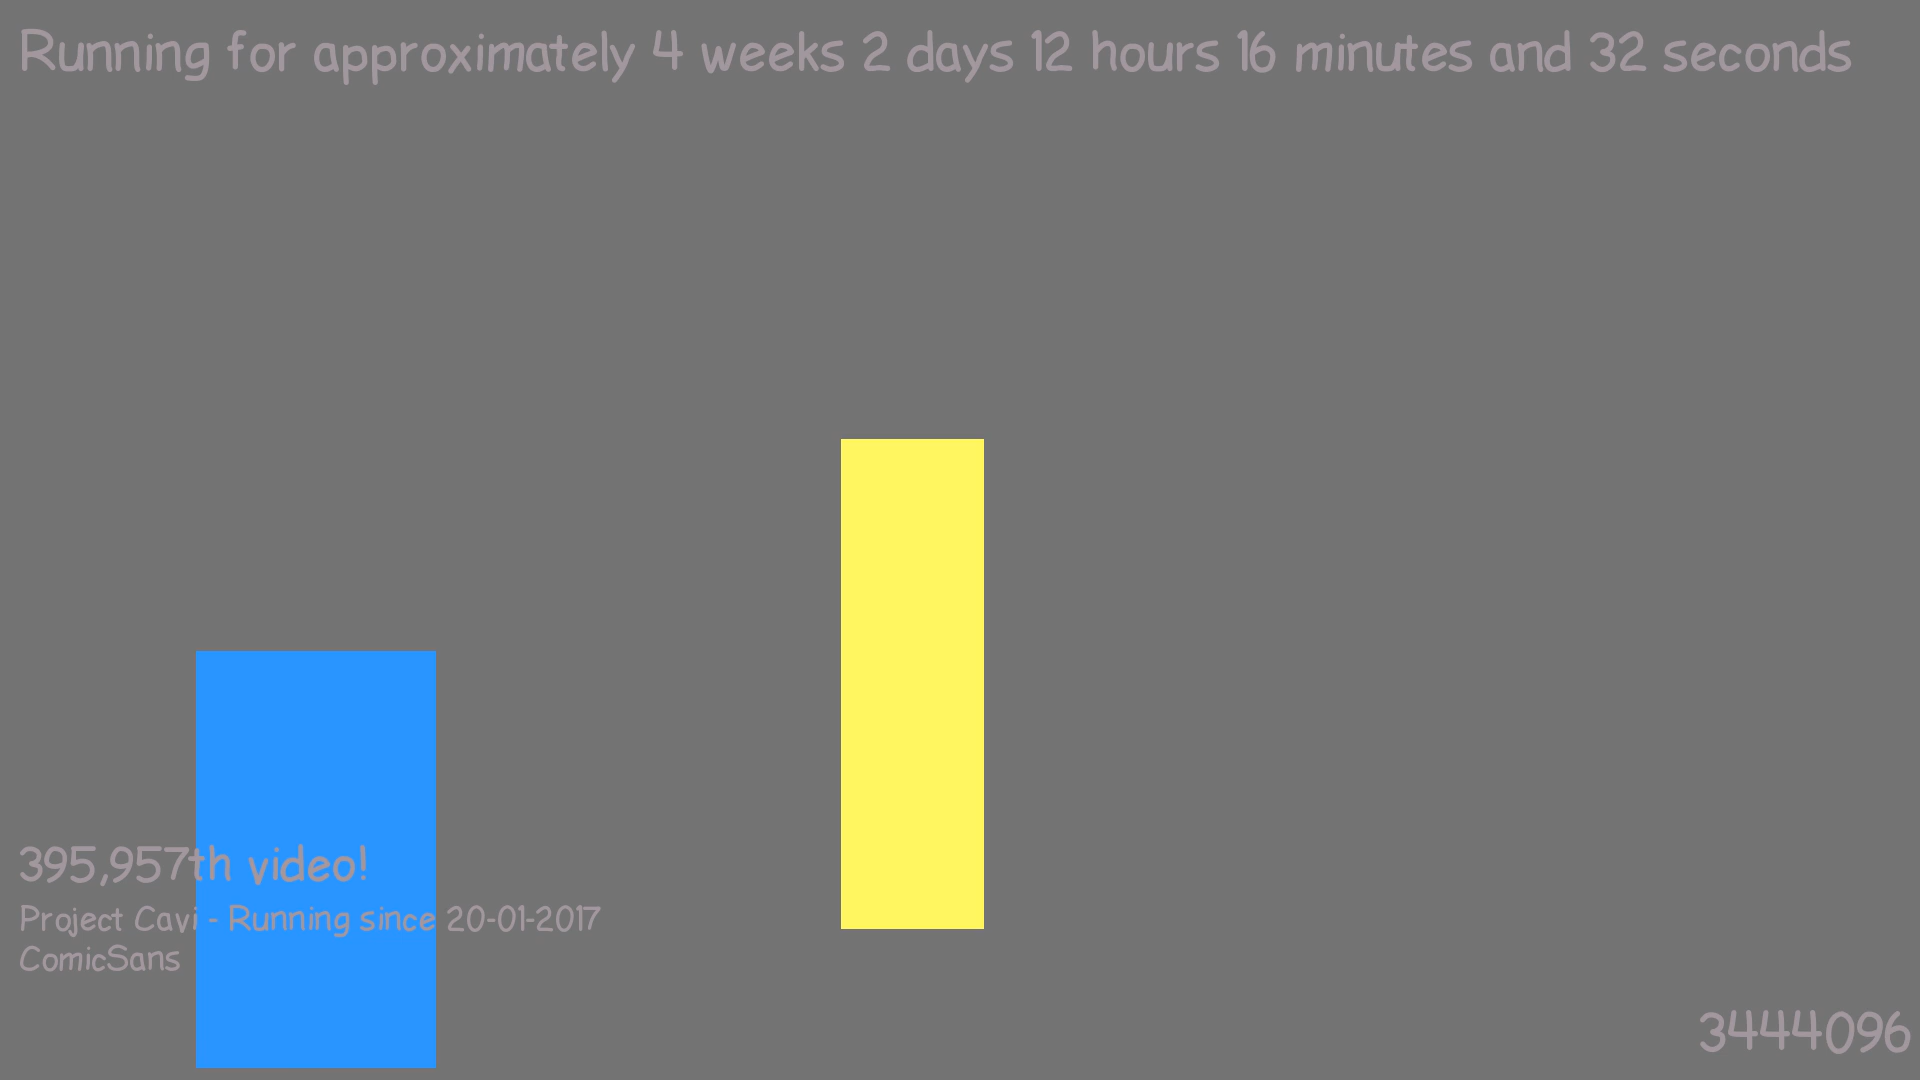 Running for approximately 4 weeks 2 days 12 hours 16 minutes and 32 seconds
395,957th video!
Project Cavi - Running since 20-01-2017
ComicSans
34444096